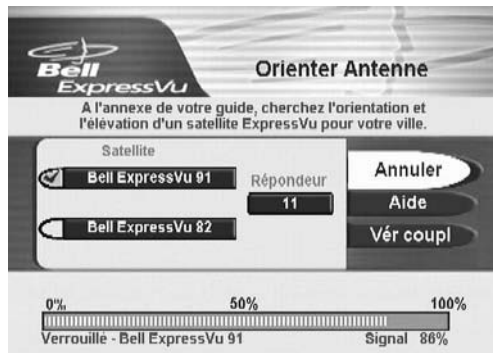 Bell
ExpressVu
Orienter Antenne
A l'annexe de votre guide, cherchez l'orientation et
l'élévation d'un satellite ExpressVu pour votre ville.
Satellite
Bell ExpressVu 91
Répondeur
11
Bell ExpressVu 82
Annuler
Aide
Vér coupl
0% 50% 100%
Verrouillé - Bell ExpressVu 91 Signal 86%